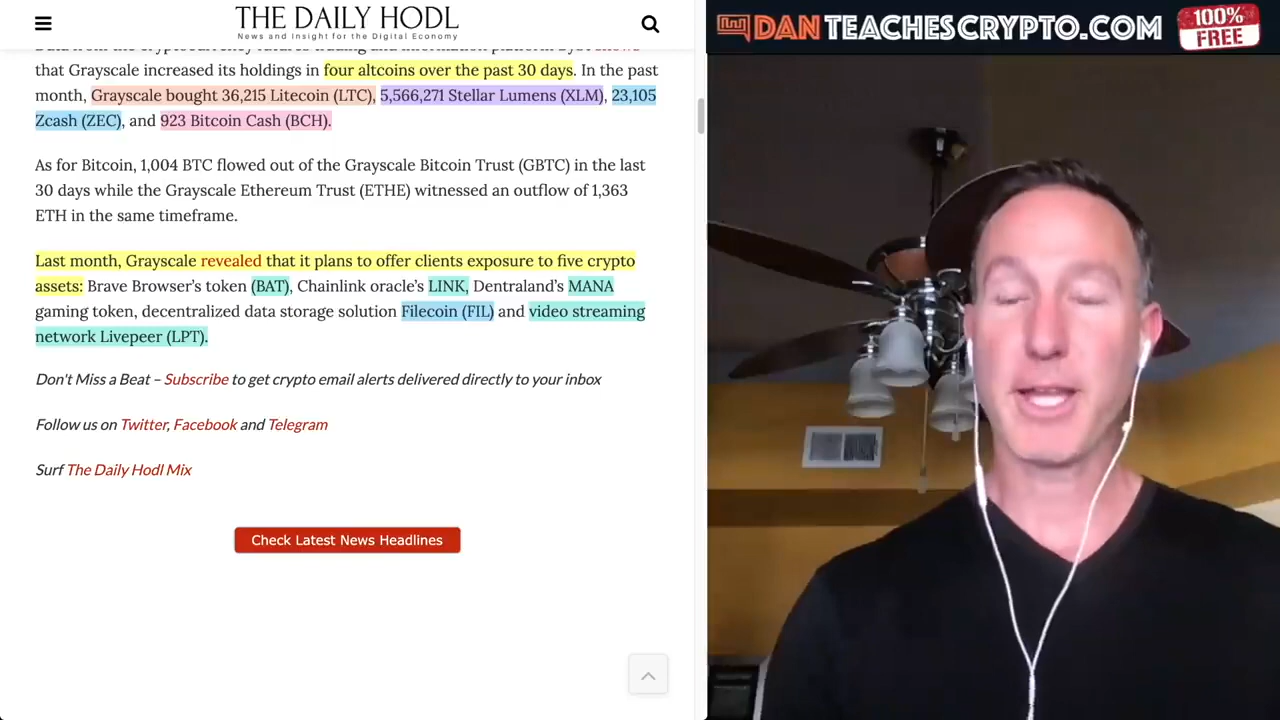 THE DAILY HODL
News and Insight for the Digital Economy
DANTEACHESCRYPTO.COM
100%
FREE
that Grayscale increased its holdings in four altcoins over the past 30 days. In the past
month, Grayscale bought 36,215 Litecoin (LTC), 5,566,271 Stellar Lumens (XLM), 23,105
Zcash (ZEC), and 923 Bitcoin Cash (BCH).
As for Bitcoin, 1,004 BTC flowed out of the Grayscale Bitcoin Trust (GBTC) in the last
30 days while the Grayscale Ethereum Trust (ETHE) witnessed an outflow of 1,363
ETH in the same timeframe.
Last month, Grayscale revealed that it plans to offer clients exposure to five crypto
assets: Brave Browser's token (BAT), Chainlink oracle's LINK, Dentraland's MANA
gaming token, decentralized data storage solution Filecoin (FIL) and video streaming
network Livepeer (LPT).
Don't Miss a Beat – Subscribe to get crypto email alerts delivered directly to your inbox
Follow us on Twitter, Facebook and Telegram
Surf The Daily Hodl Mix
Check Latest News Headlines